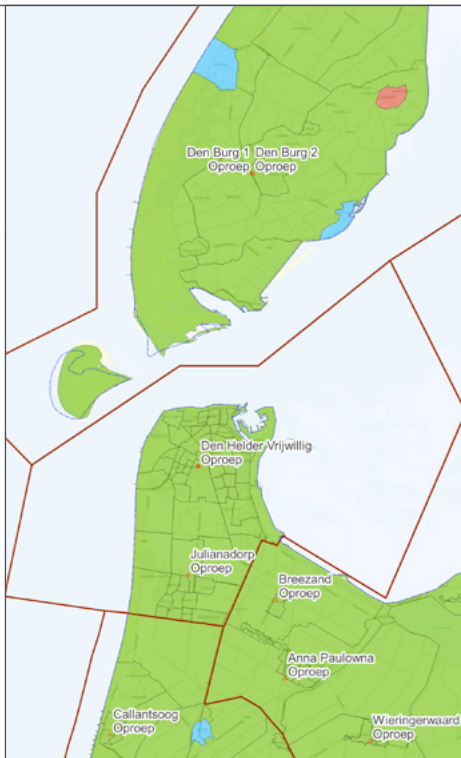 Den Burg 1 Den Burg 2
Oproep Oproep
Den Helder Vrijwillig
Oproep
Julianadorp
Oproep
Breezand
Oproep
Anna Paulowna
Oproep
Callantsoog
Oproep
Wieringerwaard
Oproep